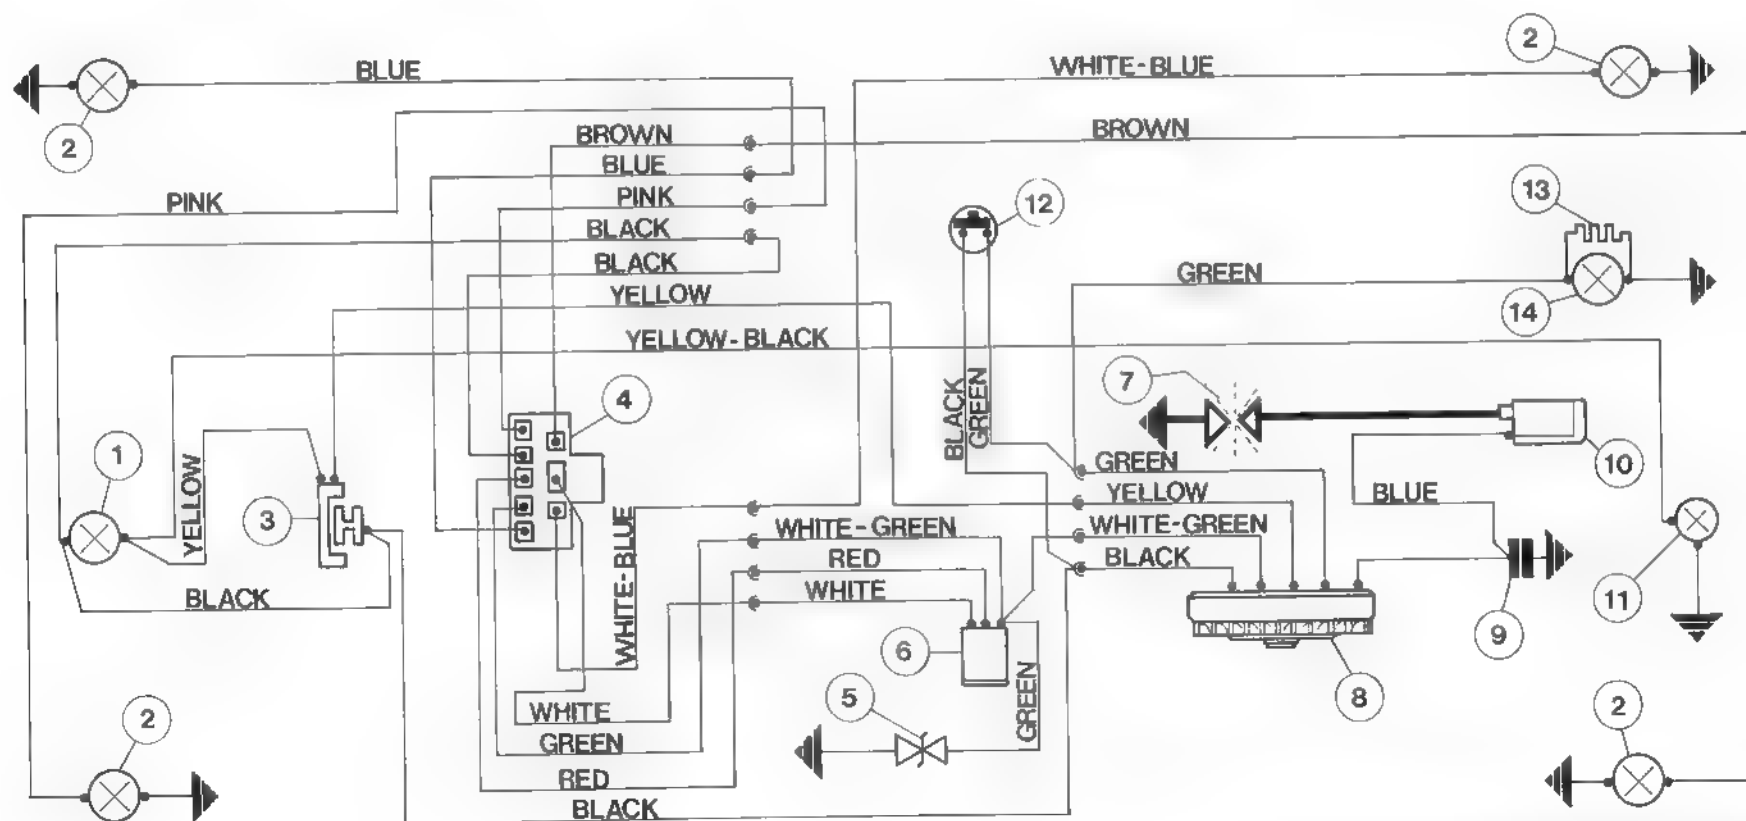 2
BLUE
WHITE-BLUE
2
BROWN
BROWN
BLUE
PINK
PINK
BLACK
BLACK
12
13
GREEN
14
YELLOW
YELLOW-BLACK
7
4
BLACK
GREEN
1
YELLOW
3
GREEN
10
YELLOW
BLUE
WHITE-GREEN
WHITE-GREEN
RED
BLACK
WHITE
BLACK
WHITE-BLUE
6
9
11
8
5
GREEN
2
WHITE
GREEN
RED
BLACK
2